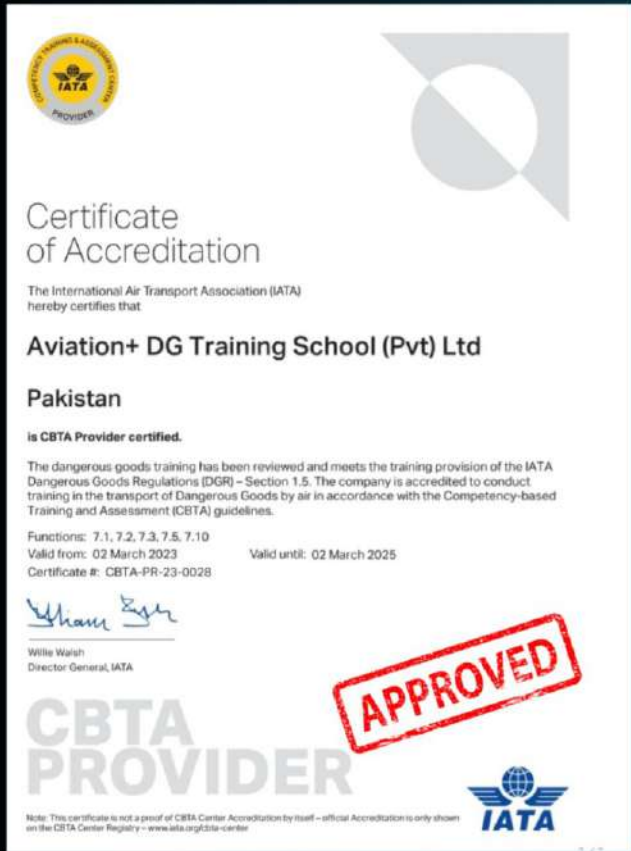 COMPETENCY TRAINING & ASSESSMENT CENTER
IATA
PROVIDER
Certificate
of Accreditation
The International Air Transport Association (IATA)
hereby certifies that
Aviation+ DG Training School (Pvt) Ltd
Pakistan
is CBTA Provider certified.
The dangerous goods training has been reviewed and meets the training provision of the IATA
Dangerous Goods Regulations (DGR) – Section 1.5. The company is accredited to conduct
training in the transport of Dangerous Goods by air in accordance with the Competency-based
Training and Assessment (CBTA) guidelines.
Functions: 7.1, 7.2, 7.3, 7.5, 7.10
Valid from: 02 March 2023 Valid until: 02 March 2025
Certificate #: CBTA-PR-23-0028
Willie Walsh
Director General, IATA
APPROVED
CBTA
PROVIDER
Note: This certificate is not a proof of CBTA Center Accreditation by itself – official Accreditation is only shown
on the CBTA Center Registry – www.iata.org/cbta-center
IATA